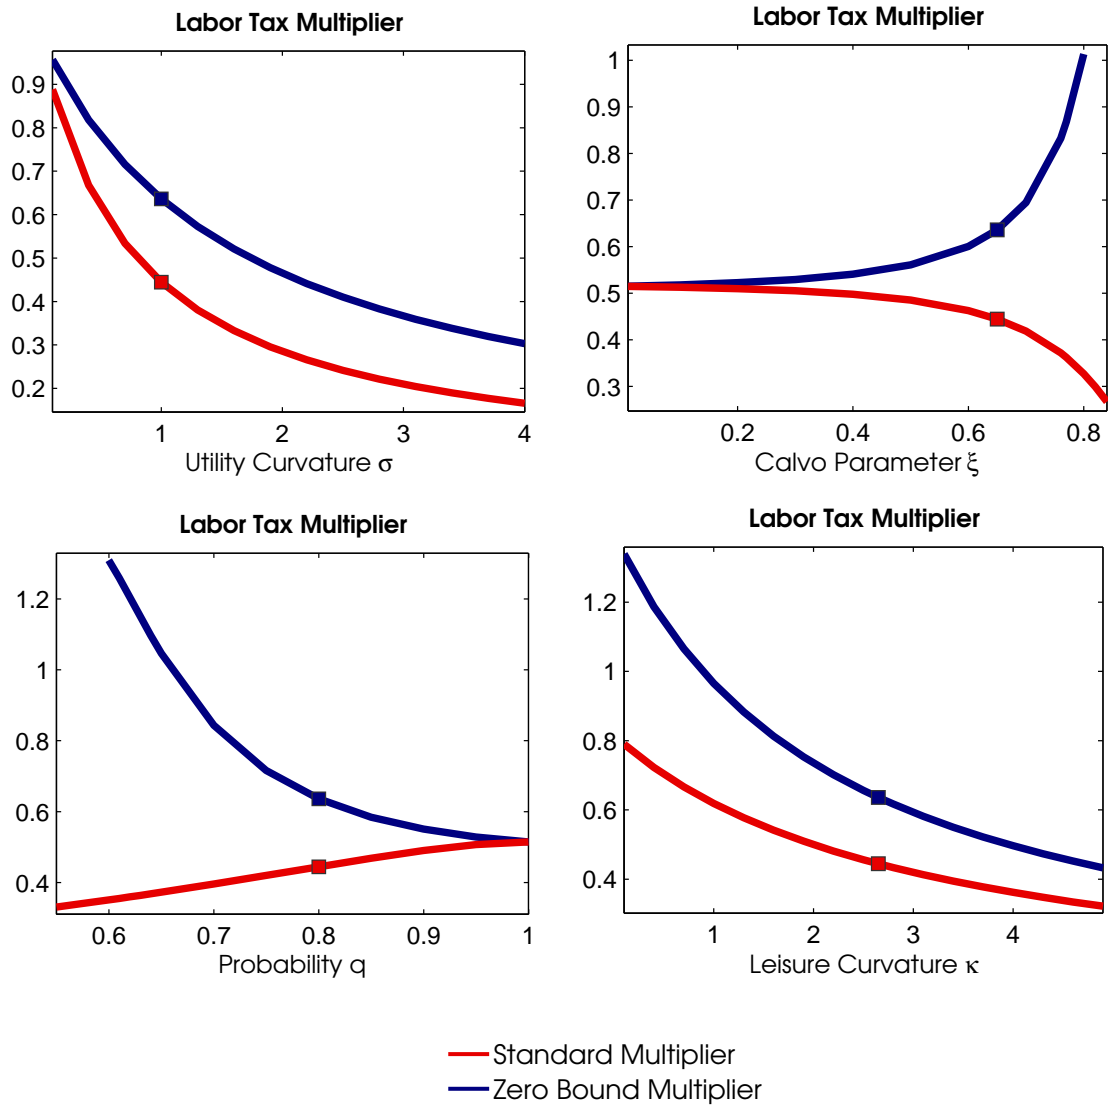 Labor Tax Multiplier
0.9
0.8
0.7
0.6
0.5
0.4
0.3
0.2
1 2 3 4
Utility Curvature σ
Labor Tax Multiplier
1
0.9
0.8
0.7
0.6
0.5
0.4
0.3
0.2 0.4 0.6 0.8
Calvo Parameter ξ
Labor Tax Multiplier
1.2
1
0.8
0.6
0.4
0.6 0.7 0.8 0.9 1
Probability q
Labor Tax Multiplier
1.2
1
0.8
0.6
0.4
1 2 3 4
Leisure Curvature κ
Standard Multiplier
Zero Bound Multiplier